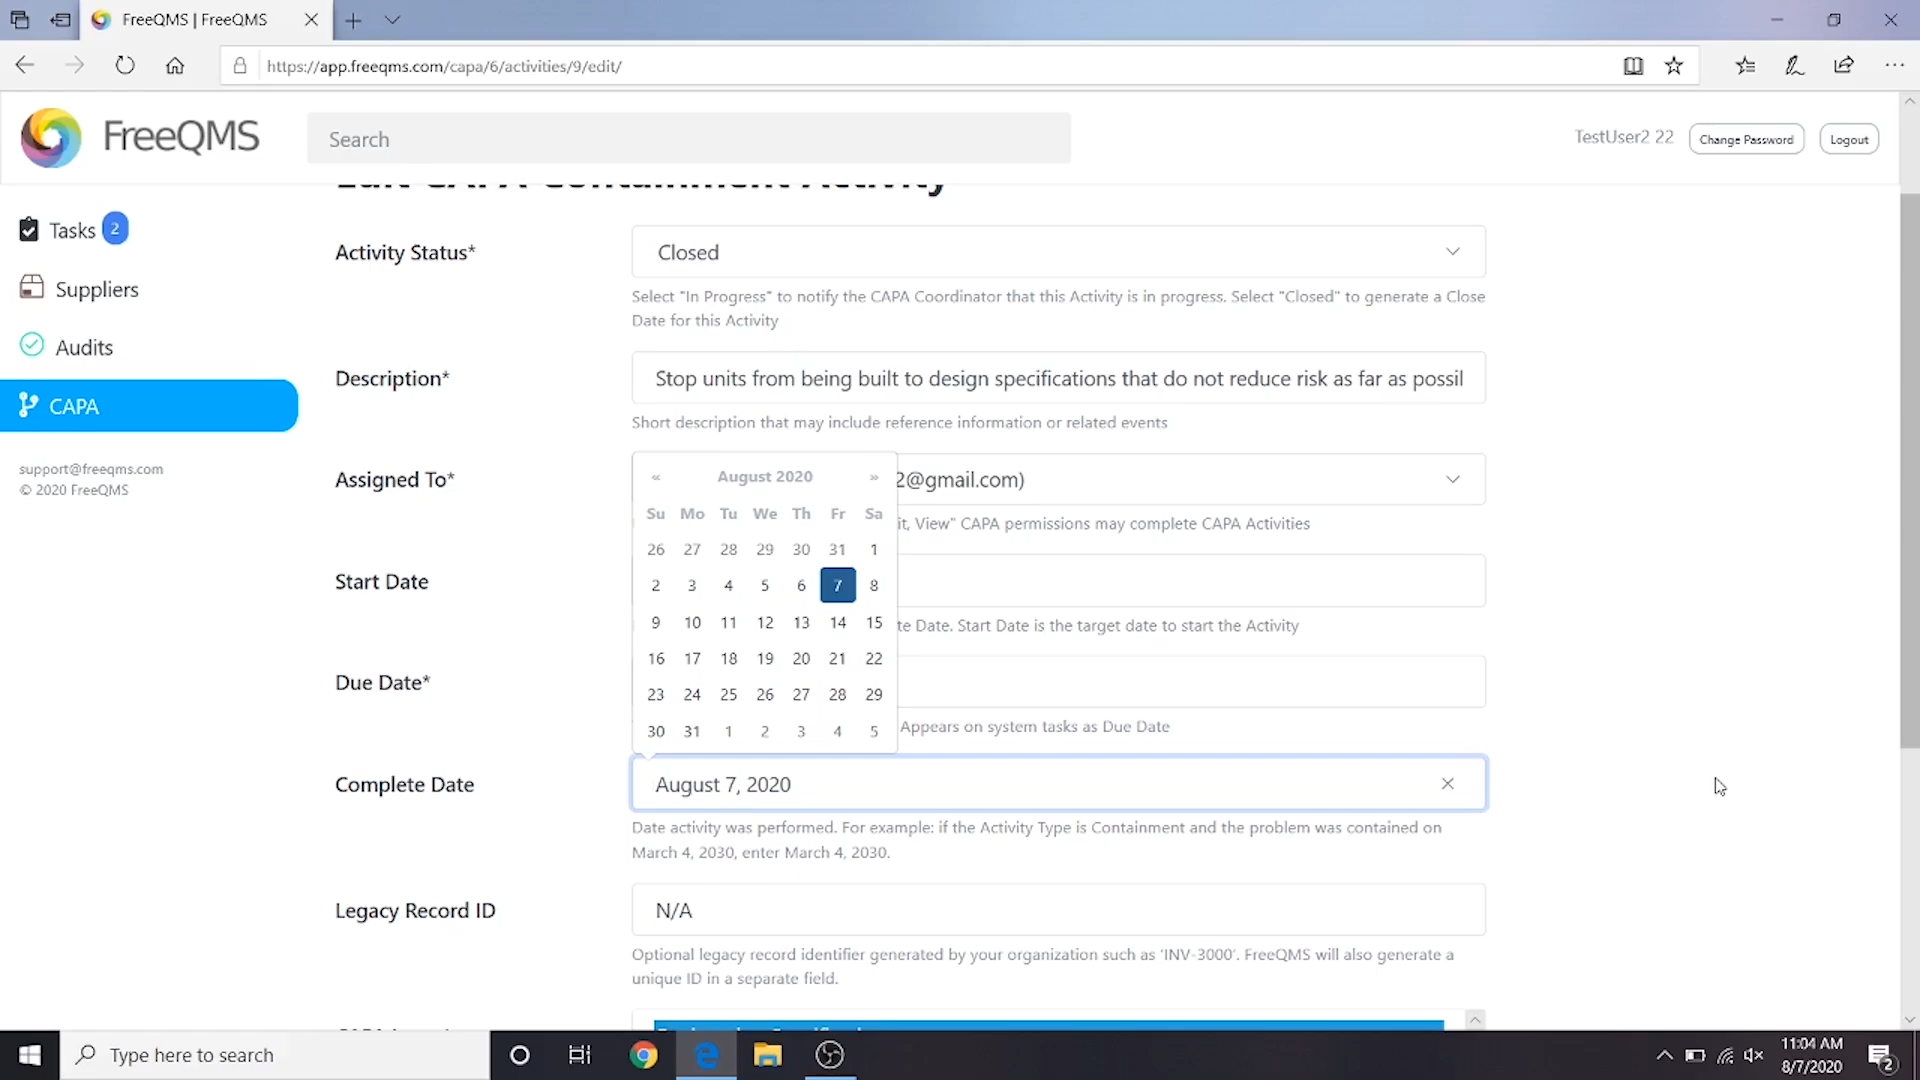 FreeQMS | FreeQMS
https://app.freeqms.com/capa/6/activities/9/edit/
FreeQMS
Search
TestUser2 22
Change Password
Logout
Edit CAPA Containment Activity
Tasks 2
Suppliers
Audits
CAPA
support@freeqms.com
© 2020 FreeQMS
Activity Status*
Closed
Select "In Progress" to notify the CAPA Coordinator that this Activity is in progress. Select "Closed" to generate a Close
Date for this Activity
Description*
Stop units from being built to design specifications that do not reduce risk as far as possil
Short description that may include reference information or related events
Assigned To*
2@gmail.com)
it, View" CAPA permissions may complete CAPA Activities
« August 2020 »
Su Mo Tu We Th Fr Sa
26 27 28 29 30 31 1
2 3 4 5 6 7 8
9 10 11 12 13 14 15
16 17 18 19 20 21 22
23 24 25 26 27 28 29
30 31 1 2 3 4 5
Start Date
te Date. Start Date is the target date to start the Activity
Due Date*
Appears on system tasks as Due Date
Complete Date
August 7, 2020
Date activity was performed. For example: if the Activity Type is Containment and the problem was contained on
March 4, 2030, enter March 4, 2030.
Legacy Record ID
N/A
Optional legacy record identifier generated by your organization such as 'INV-3000'. FreeQMS will also generate a
unique ID in a separate field.
Type here to search
11:04 AM
8/7/2020
2